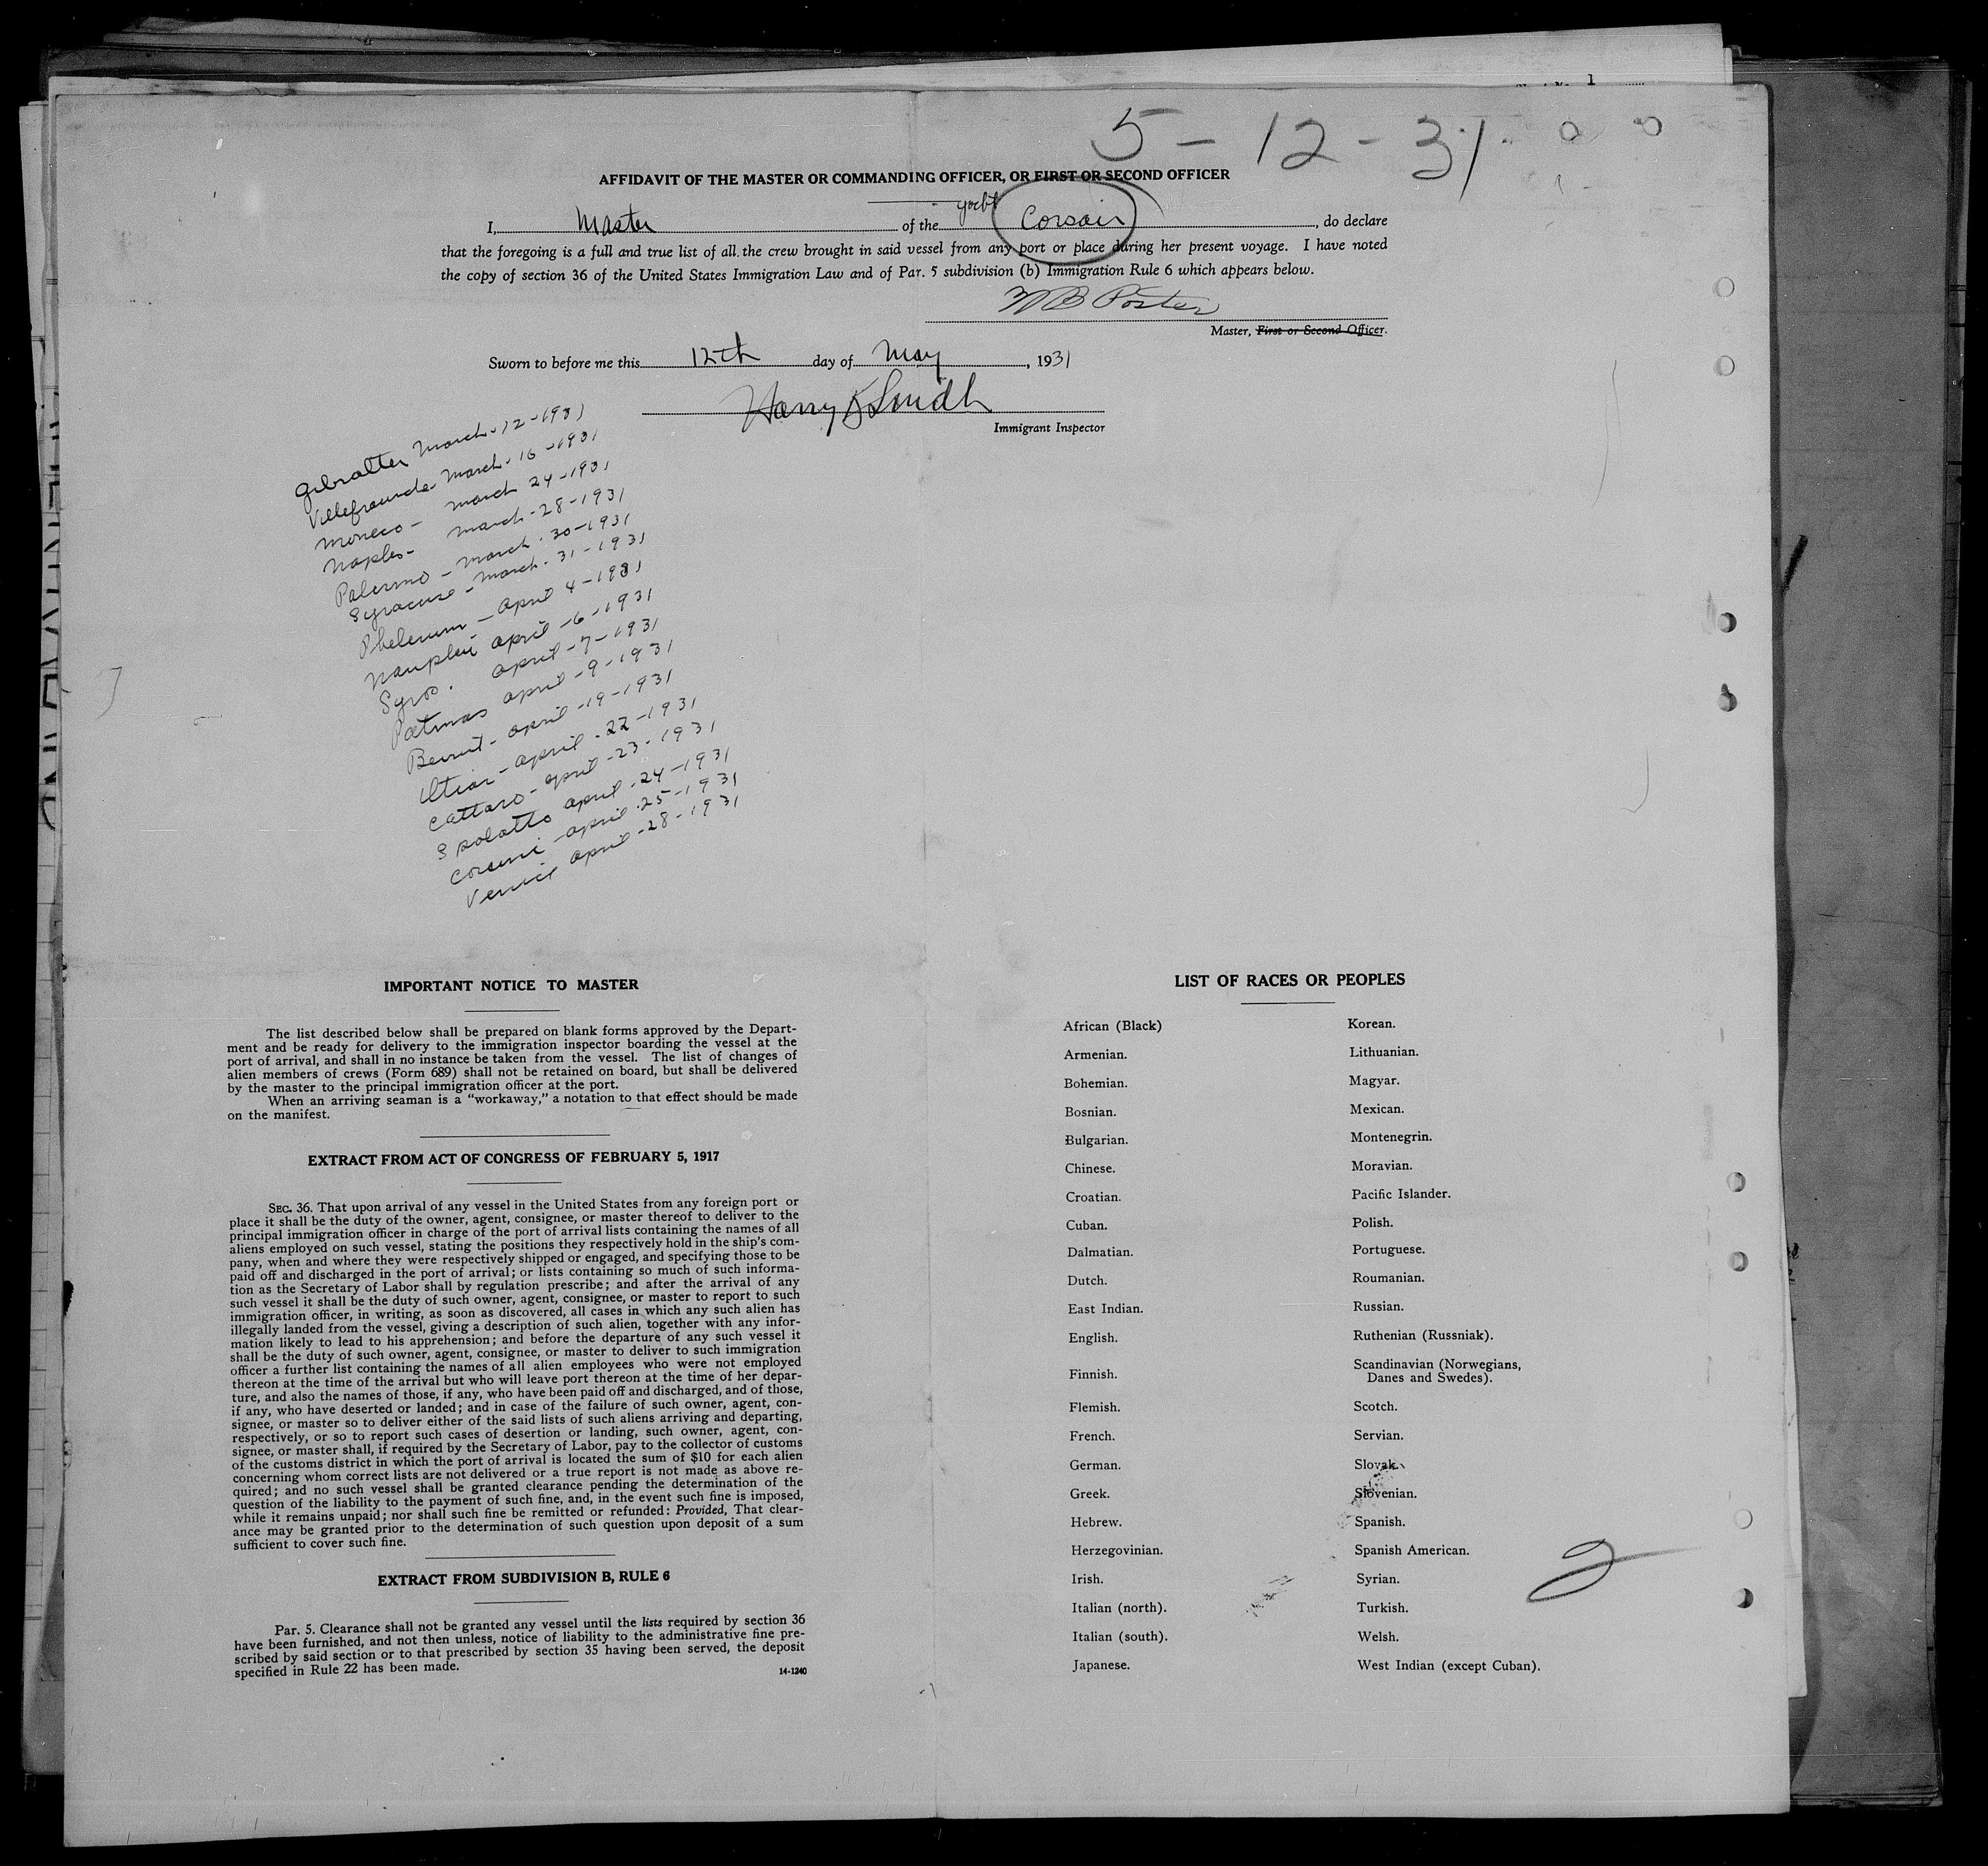 5 - 12 - 31
AFFIDAVIT OF THE MASTER OR COMMANDING OFFICER, OR FIRST OR SECOND OFFICER
I, Master of the yacht Corsair, do declare
that the foregoing is a full and true list of all the crew brought in said vessel from any port or place during her present voyage. I have noted
the copy of section 36 of the United States Immigration Law and of Par. 5 subdivision (b) Immigration Rule 6 which appears below.
W B Porter
Master, First or Second Officer.
Sworn to before me this 12th day of May, 1931
Harry Smith
Immigrant Inspector
Gibralter March - 12 - 1931
Villefranche March - 16 - 1931
Moneco - March 24 - 1931
Naples - March - 28 - 1931
Palermo - March - 30 - 1931
Syracuse - March - 31 - 1931
Phelerum - April 4 - 1931
Nauplui April - 6 - 1931
Syra. April - 7 - 1931
Patmas April - 9 - 1931
Beirut - April - 19 - 1931
April - 22 - 1931
Cattaro - April - 23 - 1931
Spolatto April - 24 - 1931
April - 25 - 1931
Venice April - 28 - 1931
IMPORTANT NOTICE TO MASTER
The list described below shall be prepared on blank forms approved by the Depart-
ment and be ready for delivery to the immigration inspector boarding the vessel at the
port of arrival, and shall in no instance be taken from the vessel. The list of changes of
alien members of crews (Form 689) shall not be retained on board, but shall be delivered
by the master to the principal immigration officer at the port.
When an arriving seaman is a "workaway," a notation to that effect should be made
on the manifest.
EXTRACT FROM ACT OF CONGRESS OF FEBRUARY 5, 1917
SEC. 36. That upon arrival of any vessel in the United States from any foreign port or
place it shall be the duty of the owner, agent, consignee, or master thereof to deliver to the
principal immigration officer in charge of the port of arrival lists containing the names of all
aliens employed on such vessel, stating the positions they respectively hold in the ship's com-
pany, when and where they were respectively shipped or engaged, and specifying those to be
paid off and discharged in the port of arrival; or lists containing so much of such informa-
tion as the Secretary of Labor shall by regulation prescribe; and after the arrival of any
such vessel it shall be the duty of such owner, agent, consignee, or master to report to such
immigration officer, in writing, as soon as discovered, all cases in which any such alien has
illegally landed from the vessel, giving a description of such alien, together with any infor-
mation likely to lead to his apprehension; and before the departure of any such vessel it
shall be the duty of such owner, agent, consignee, or master to deliver to such immigration
officer a further list containing the names of all alien employees who were not employed
thereon at the time of the arrival but who will leave port thereon at the time of her depar-
ture, and also the names of those, if any, who have been paid off and discharged, and of those,
if any, who have deserted or landed; and in case of the failure of such owner, agent, con-
signee, or master so to deliver either of the said lists of such aliens arriving and departing,
respectively, or so to report such cases of desertion or landing, such owner, agent, con-
signee, or master shall, if required by the Secretary of Labor, pay to the collector of customs
of the customs district in which the port of arrival is located the sum of $10 for each alien
concerning whom correct lists are not delivered or a true report is not made as above re-
quired; and no such vessel shall be granted clearance pending the determination of the
question of the liability to the payment of such fine, and, in the event such fine is imposed,
while it remains unpaid; nor shall such fine be remitted or refunded: Provided, That clear-
ance may be granted prior to the determination of such question upon deposit of a sum
sufficient to cover such fine.
EXTRACT FROM SUBDIVISION B, RULE 6
Par. 5. Clearance shall not be granted any vessel until the lists required by section 36
have been furnished, and not then unless, notice of liability to the administrative fine pre-
scribed by said section or to that prescribed by section 35 having been served, the deposit
specified in Rule 22 has been made.
14-1240
LIST OF RACES OR PEOPLES
African (Black)
Armenian.
Bohemian.
Bosnian.
Bulgarian.
Chinese.
Croatian.
Cuban.
Dalmatian.
Dutch.
East Indian.
English.
Finnish.
Flemish.
French.
German.
Greek.
Hebrew.
Herzegovinian.
Irish.
Italian (north).
Italian (south).
Japanese.
Korean.
Lithuanian.
Magyar.
Mexican.
Montenegrin.
Moravian.
Pacific Islander.
Polish.
Portuguese.
Roumanian.
Russian.
Ruthenian (Russniak).
Scandinavian (Norwegians,
Danes and Swedes).
Scotch.
Servian.
Slovak.
Slovenian.
Spanish.
Spanish American.
Syrian.
Turkish.
Welsh.
West Indian (except Cuban).
2